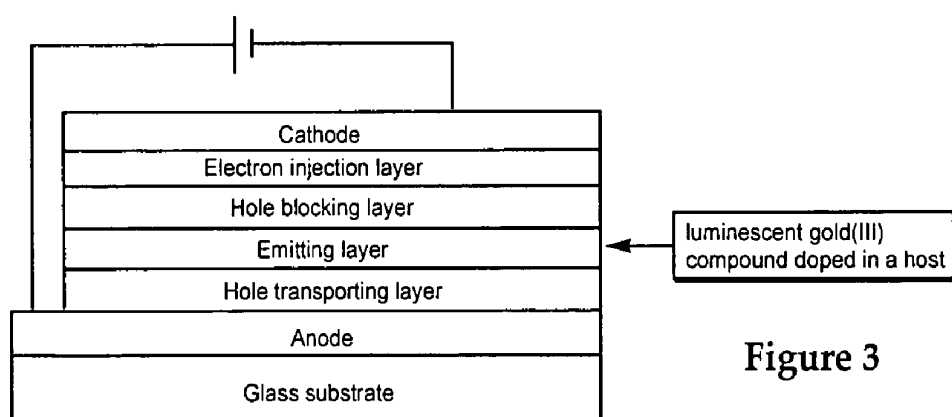 Cathode
Electron injection layer
Hole blocking layer
Emitting layer
Hole transporting layer
Anode
Glass substrate
luminescent gold(III)
compound doped in a host
Figure 3